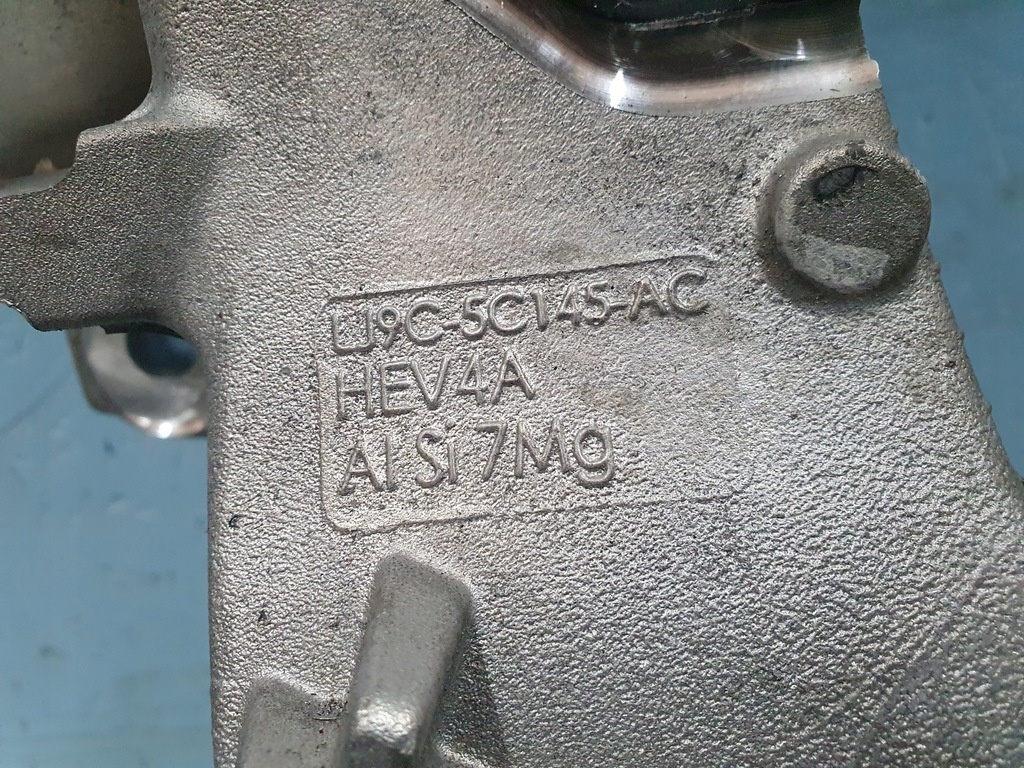 LJ9C-5C145-AC
HEV4A
Al Si 7Mg